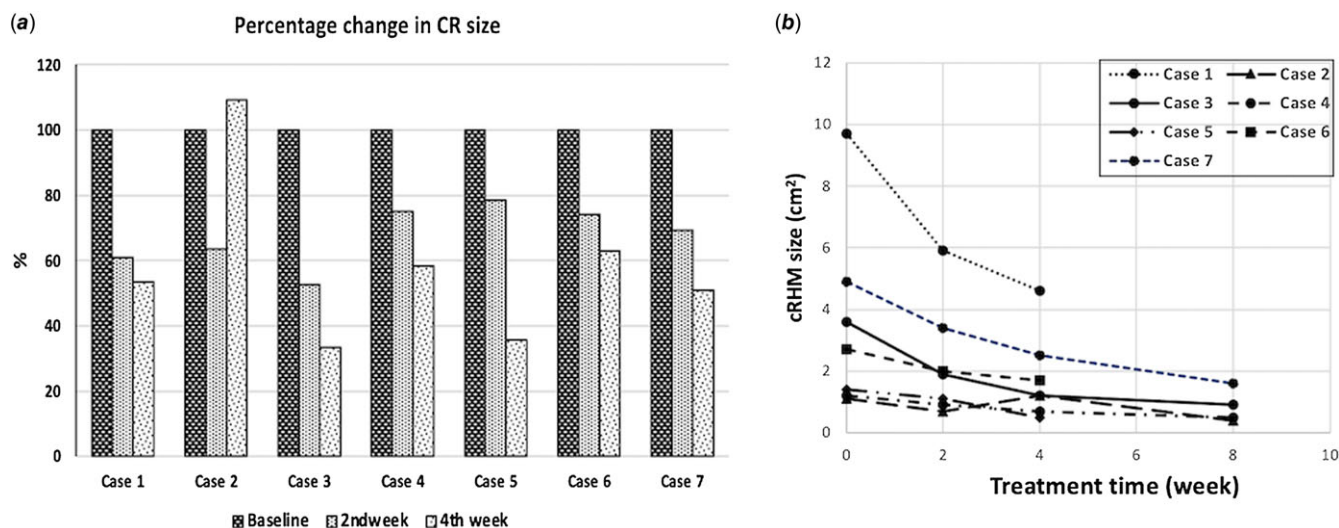 (a)
Percentage change in CR size
120
100
80
60
40
20
0
%
Case 1 Case 2 Case 3 Case 4 Case 5 Case 6 Case 7
Baseline 2ndweek 4th week
(b)
12
10
8
6
4
2
0
cRHM size (cm²)
Case 1 Case 2
Case 3 Case 4
Case 5 Case 6
Case 7
0 2 4 6 8 10
Treatment time (week)